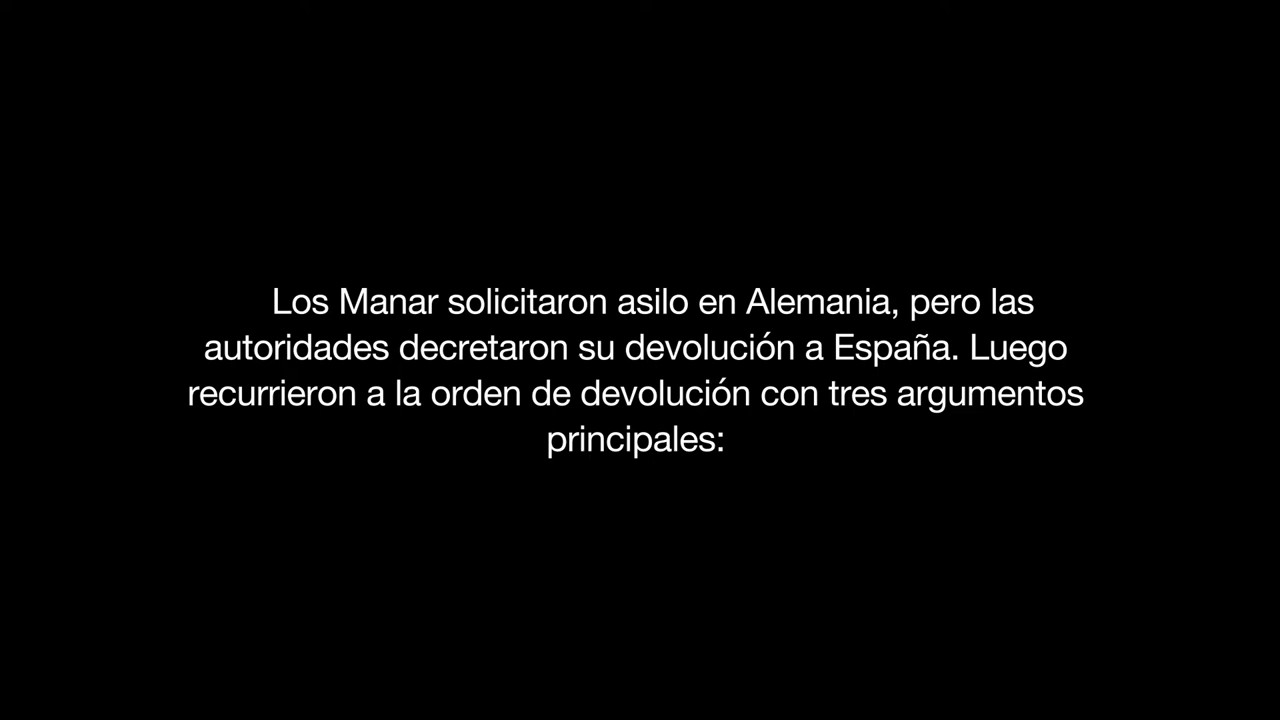 Los Manar solicitaron asilo en Alemania, pero las
autoridades decretaron su devolución a España. Luego
recurrieron a la orden de devolución con tres argumentos
principales: